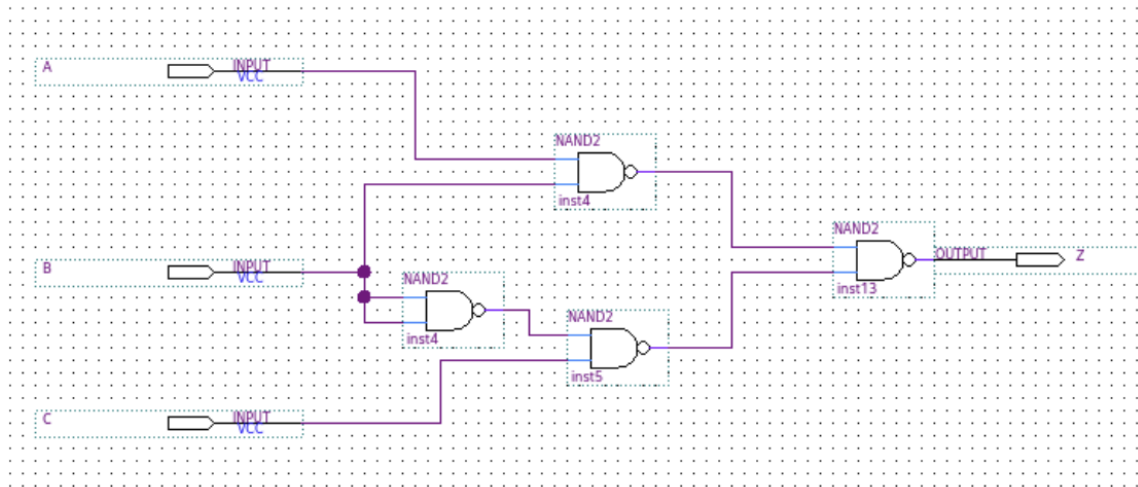 A
INPUT
VCC
NAND2
inst4
NAND2
inst13
OUTPUT
Z
B
INPUT
VCC
NAND2
inst4
NAND2
inst5
C
INPUT
VCC